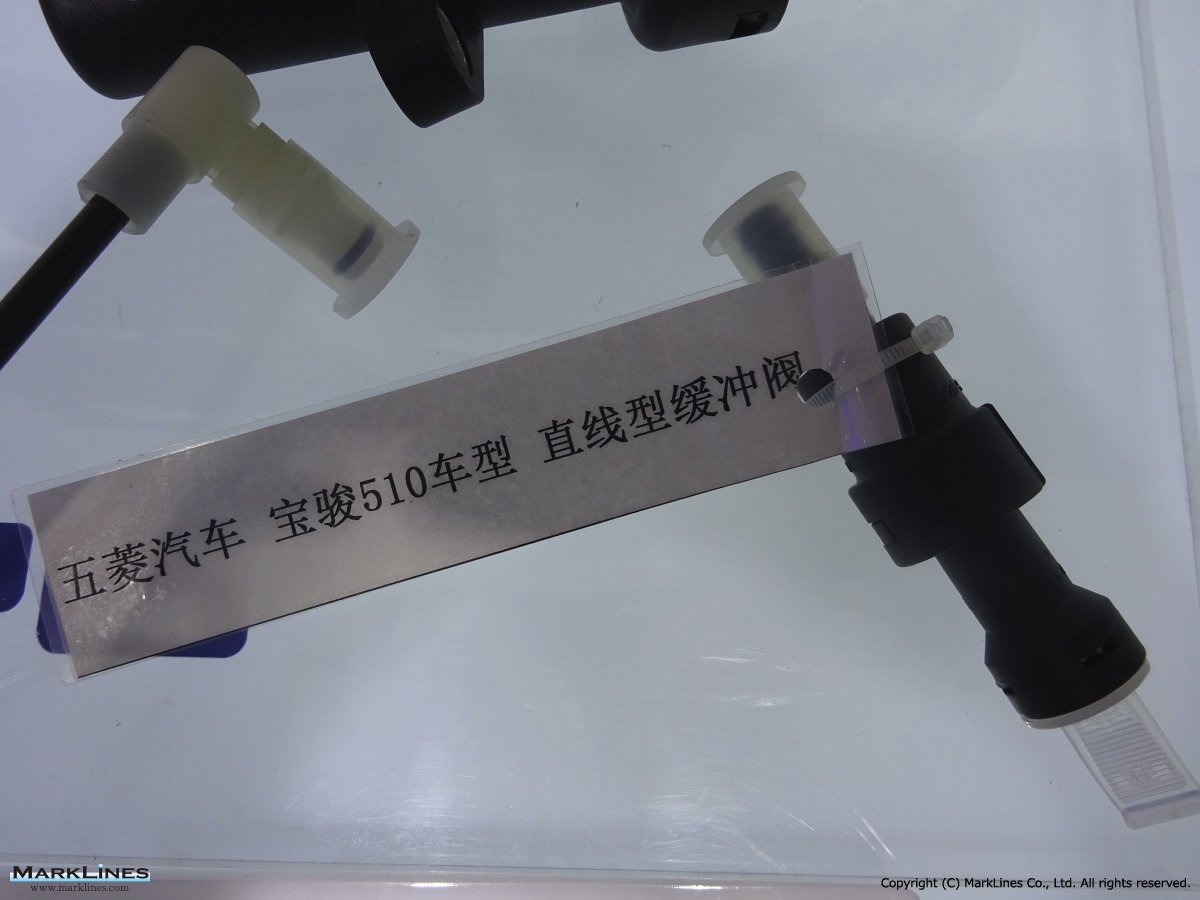 五菱汽车 宝骏510车型 直线型缓冲阀
MARKLINES
www.marklines.com
Copyright (C) MarkLines Co., Ltd. All rights reserved.